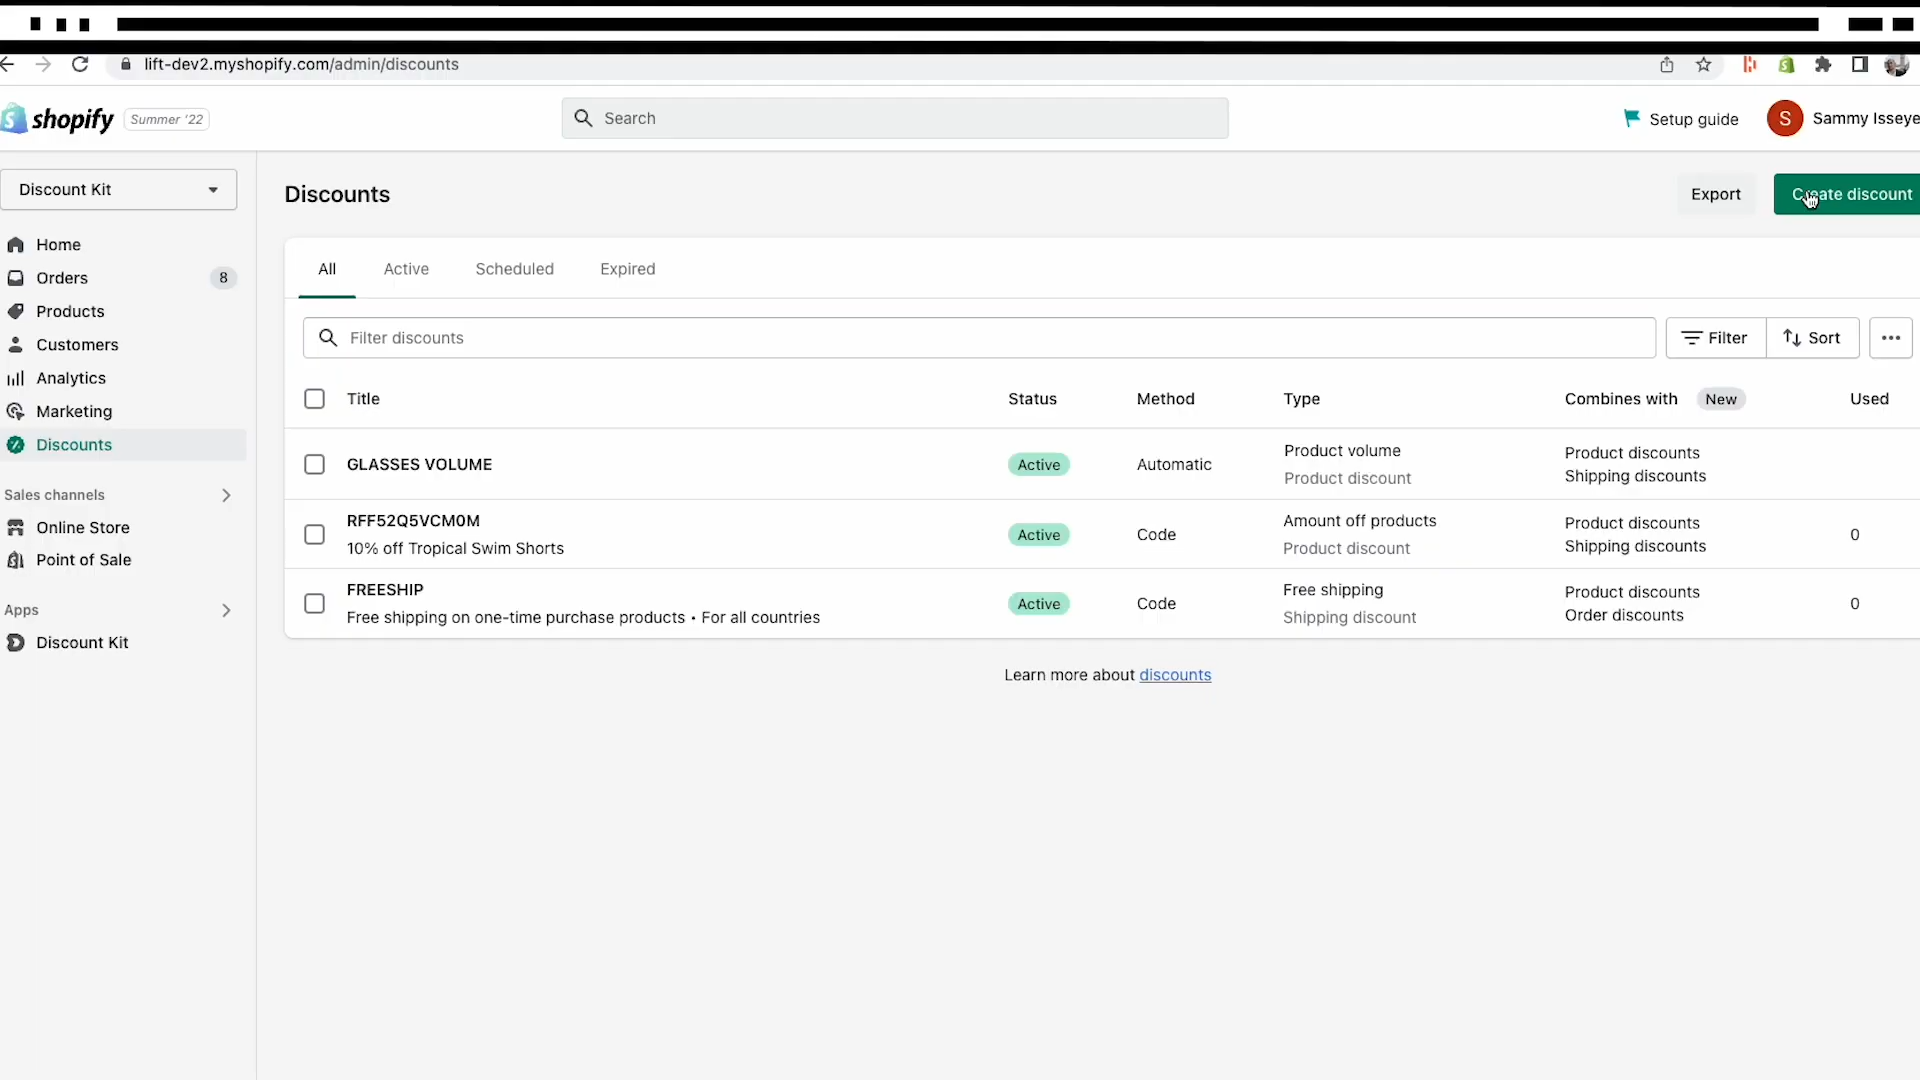 lift-dev2.myshopify.com/admin/discounts
shopify Summer '22
Search
Setup guide
S
Sammy Isseye
Discount Kit
Home
Orders 8
Products
Customers
Analytics
Marketing
Discounts
Sales channels
Online Store
Point of Sale
Apps
Discount Kit
Discounts
Export
Create discount
All Active Scheduled Expired
Filter discounts
Filter
Sort
Title Status Method Type Combines with New Used
GLASSES VOLUME Active Automatic Product volume Product discounts
Product discount Shipping discounts
RFF52Q5VCM0M Active Code Amount off products Product discounts 0
10% off Tropical Swim Shorts Product discount Shipping discounts
FREESHIP Active Code Free shipping Product discounts 0
Free shipping on one-time purchase products • For all countries Shipping discount Order discounts
Learn more about discounts